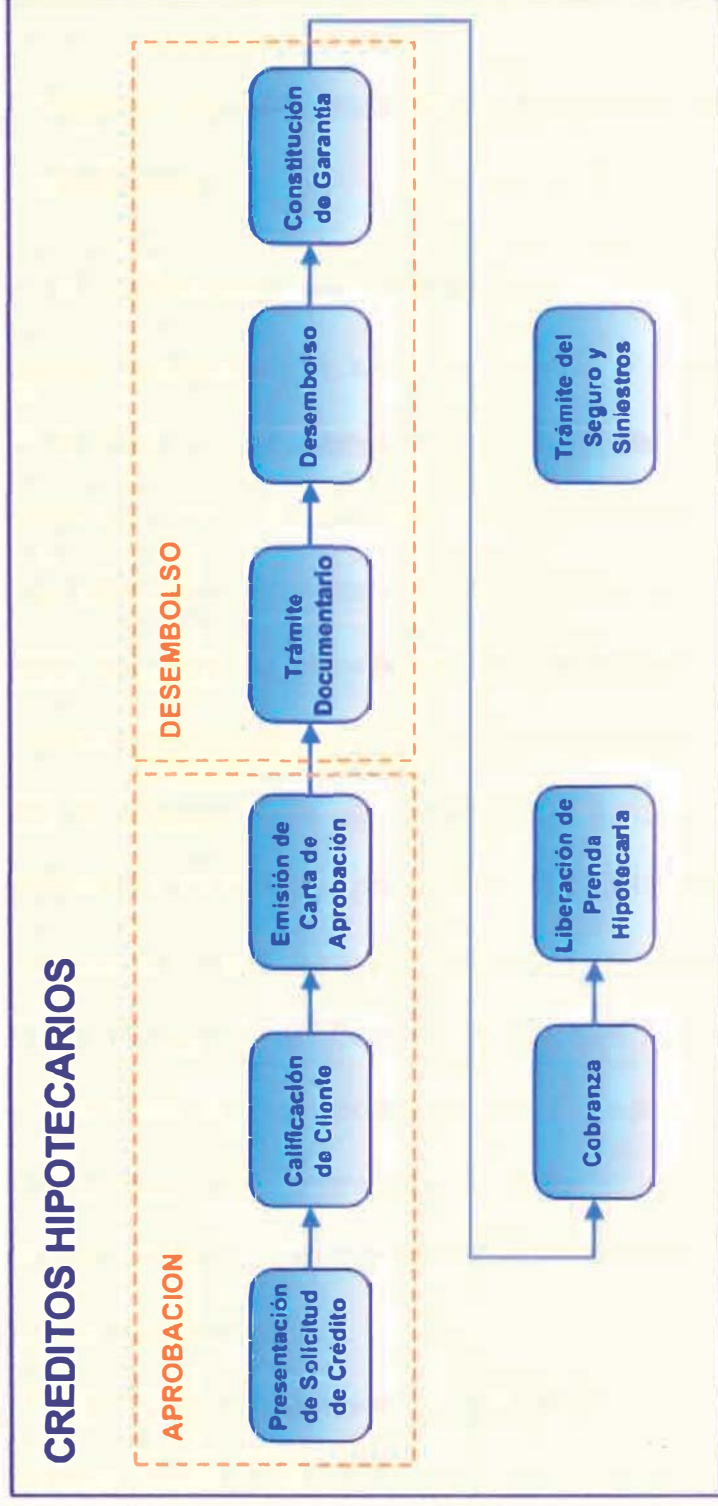 CREDITOS HIPOTECARIOS
APROBACION
Presentación
de Solicitud
de Crédito
Calificación
de Cliente
Emisión de
Carta de
Aprobación
DESEMBOLSO
Trámite
Documentario
Desembolso
Constitución
de Garantía
Cobranza
Liberación de
Prenda
Hipotecaria
Trámite del
Seguro y
Siniestros